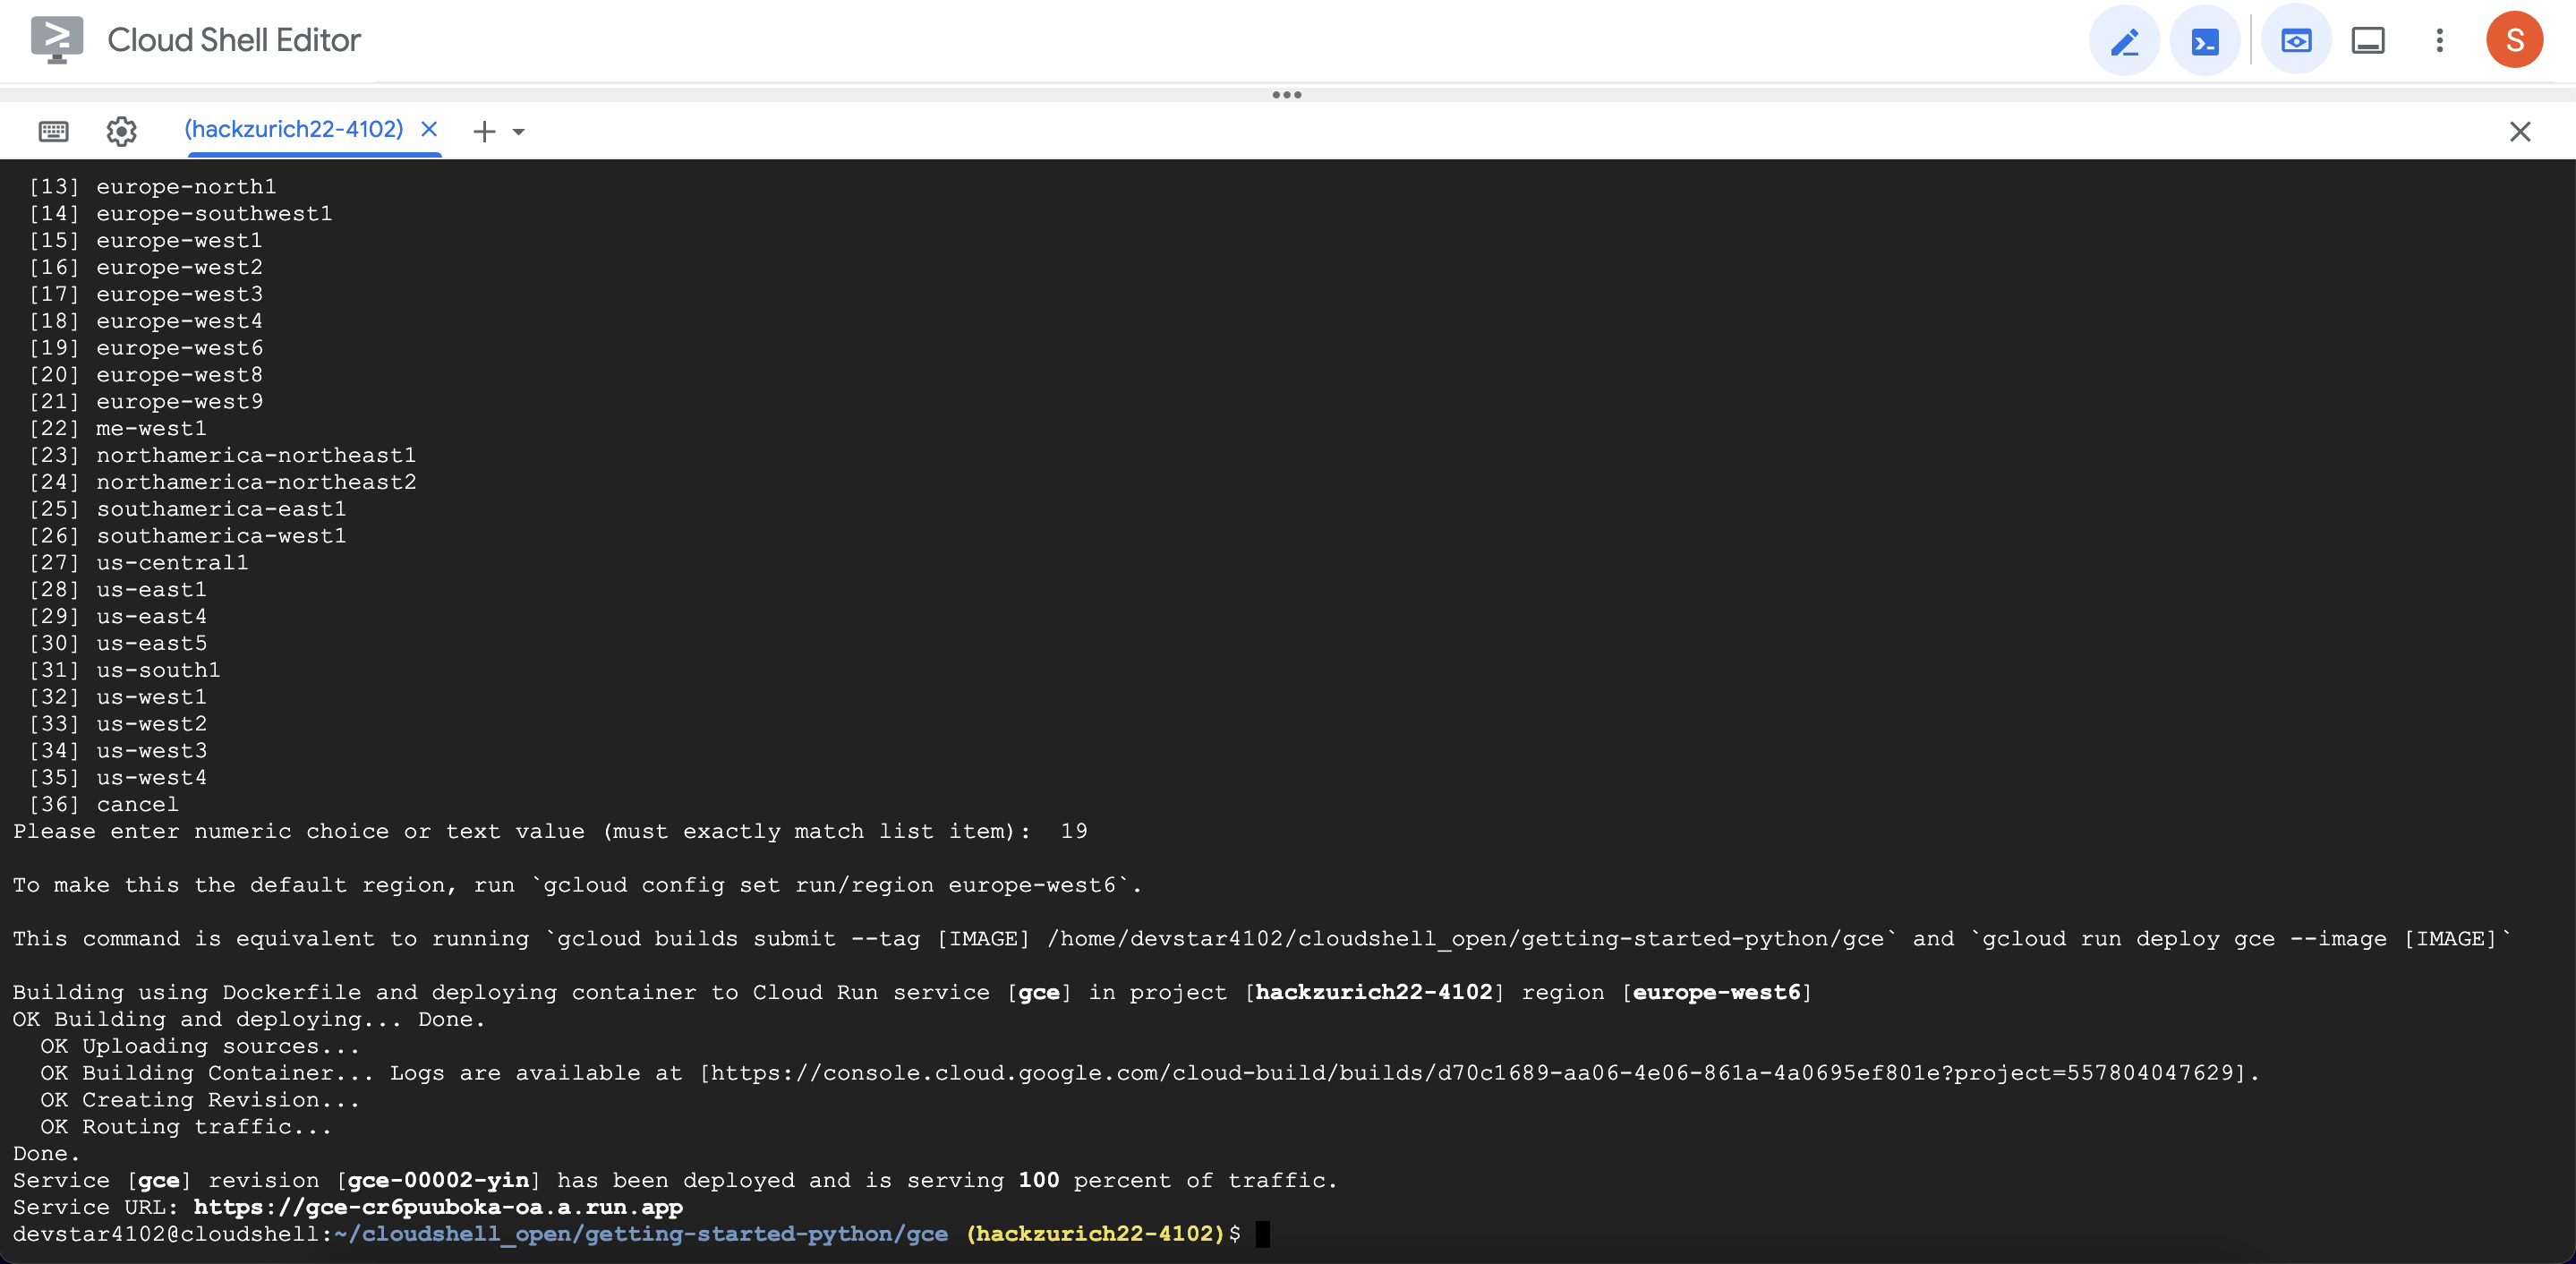 Cloud Shell Editor
S
(hackzurich22-4102)
[13] europe-north1
[14] europe-southwest1
[15] europe-west1
[16] europe-west2
[17] europe-west3
[18] europe-west4
[19] europe-west6
[20] europe-west8
[21] europe-west9
[22] me-west1
[23] northamerica-northeast1
[24] northamerica-northeast2
[25] southamerica-east1
[26] southamerica-west1
[27] us-central1
[28] us-east1
[29] us-east4
[30] us-east5
[31] us-south1
[32] us-west1
[33] us-west2
[34] us-west3
[35] us-west4
[36] cancel
Please enter numeric choice or text value (must exactly match list item):  19
To make this the default region, run `gcloud config set run/region europe-west6`.
This command is equivalent to running `gcloud builds submit --tag [IMAGE] /home/devstar4102/cloudshell_open/getting-started-python/gce` and `gcloud run deploy gce --image [IMAGE]`
Building using Dockerfile and deploying container to Cloud Run service [gce] in project [hackzurich22-4102] region [europe-west6]
OK Building and deploying... Done.
OK Uploading sources...
OK Building Container... Logs are available at [https://console.cloud.google.com/cloud-build/builds/d70c1689-aa06-4e06-861a-4a0695ef801e?project=557804047629].
OK Creating Revision...
OK Routing traffic...
Done.
Service [gce] revision [gce-00002-yin] has been deployed and is serving 100 percent of traffic.
Service URL: https://gce-cr6puuboka-oa.a.run.app
devstar4102@cloudshell:~/cloudshell_open/getting-started-python/gce (hackzurich22-4102)$